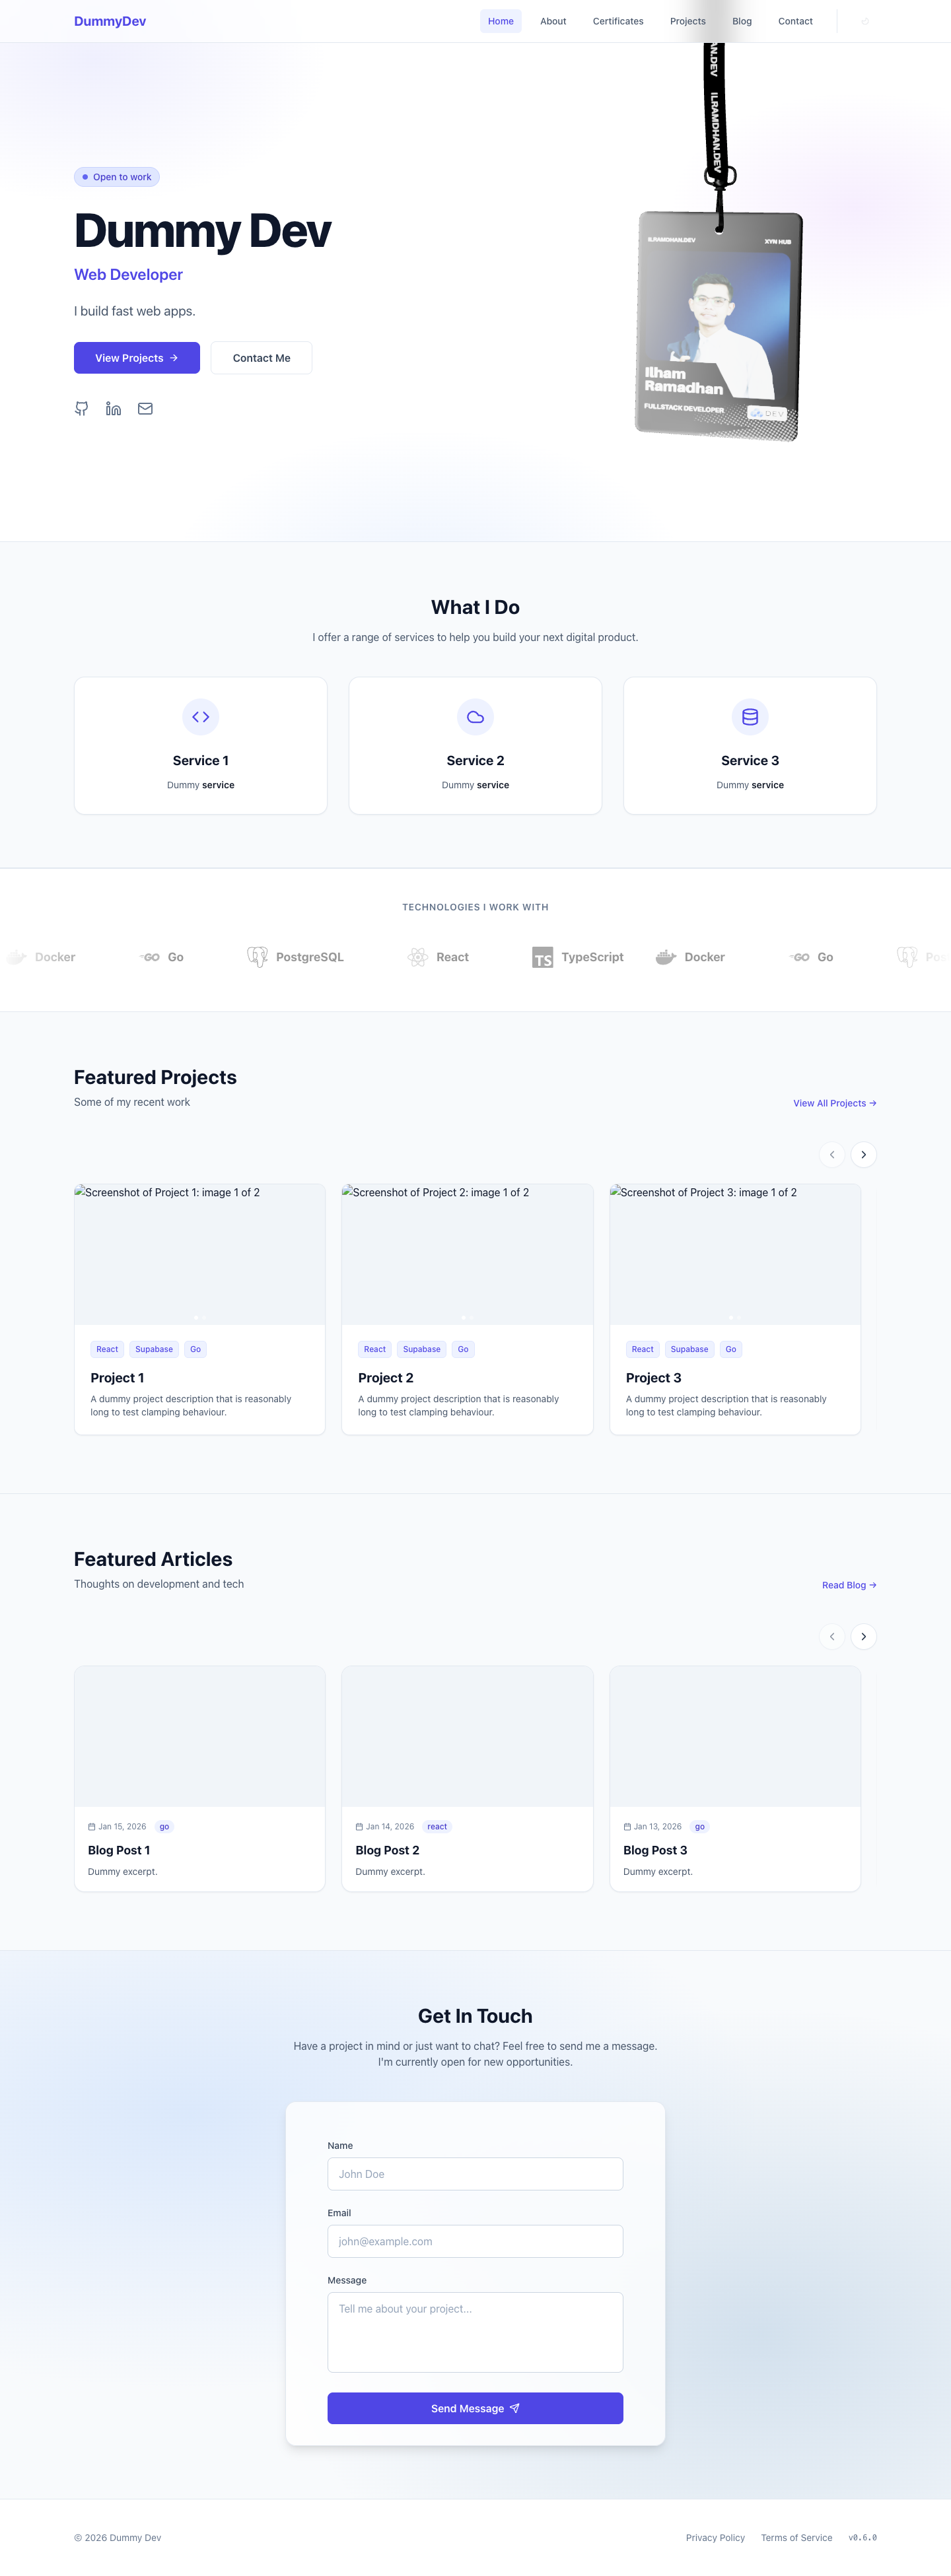 DummyDev
Home
About
Certificates
Projects
Blog
Contact
ILRAMDHAN.DEV
Open to work
Dummy Dev
Web Developer
I build fast web apps.
View Projects
Contact Me
ILRAMDHAN.DEV
XYN HUB
Ilham
Ramadhan
FULLSTACK DEVELOPER
DEV
What I Do
I offer a range of services to help you build your next digital product.
Service 1
Dummy service
Service 2
Dummy service
Service 3
Dummy service
TECHNOLOGIES I WORK WITH
Docker
Go
PostgreSQL
React
TypeScript
Docker
Go
Featured Projects
Some of my recent work
View All Projects →
Screenshot of Project 1: image 1 of 2
React
Supabase
Go
Project 1
A dummy project description that is reasonably
long to test clamping behaviour.
Screenshot of Project 2: image 1 of 2
React
Supabase
Go
Project 2
A dummy project description that is reasonably
long to test clamping behaviour.
Screenshot of Project 3: image 1 of 2
React
Supabase
Go
Project 3
A dummy project description that is reasonably
long to test clamping behaviour.
Featured Articles
Thoughts on development and tech
Read Blog →
Jan 15, 2026
go
Blog Post 1
Dummy excerpt.
Jan 14, 2026
react
Blog Post 2
Dummy excerpt.
Jan 13, 2026
go
Blog Post 3
Dummy excerpt.
Get In Touch
Have a project in mind or just want to chat? Feel free to send me a message.
I'm currently open for new opportunities.
Name
John Doe
Email
john@example.com
Message
Tell me about your project...
Send Message
© 2026 Dummy Dev
Privacy Policy
Terms of Service
v0.6.0